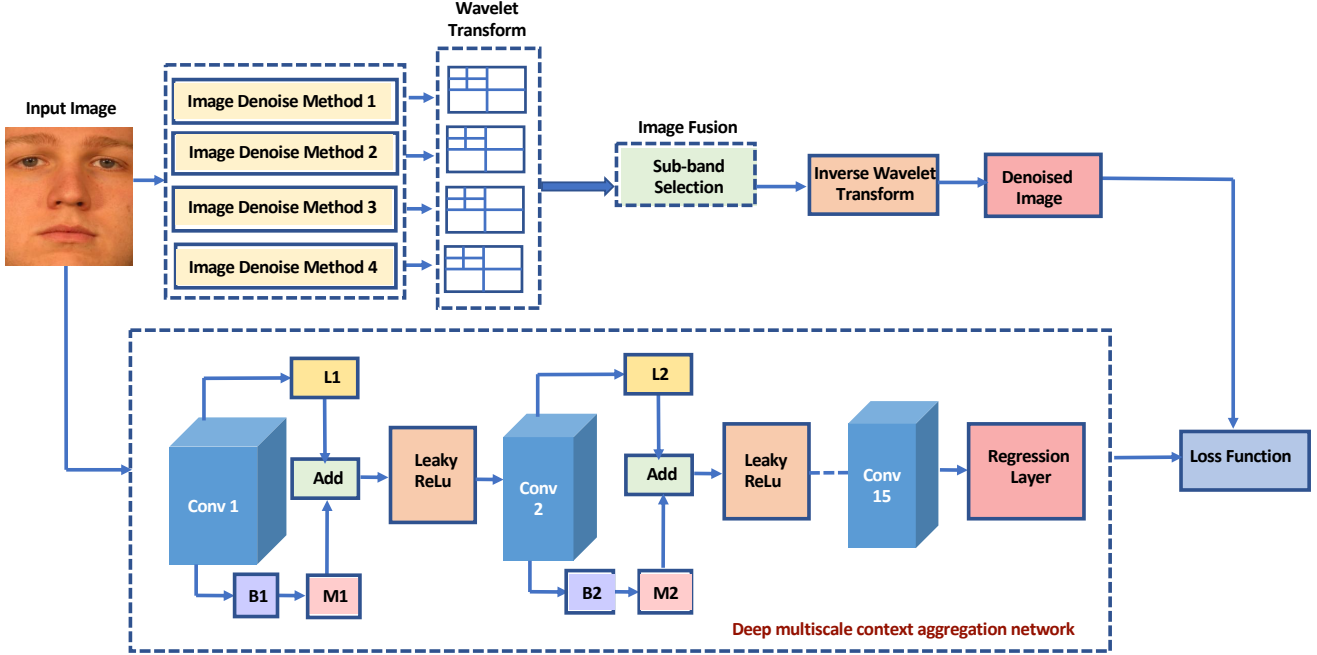 Wavelet
Transform
Input Image
Image Denoise Method 1
Image Denoise Method 2
Image Denoise Method 3
Image Denoise Method 4
Image Fusion
Sub-band
Selection
Inverse Wavelet
Transform
Denoised
Image
L1
Conv 1
Add
B1
M1
Leaky
ReLu
L2
Conv
2
Add
B2
M2
Leaky
ReLu
Conv
15
Regression
Layer
Loss Function
Deep multiscale context aggregation network